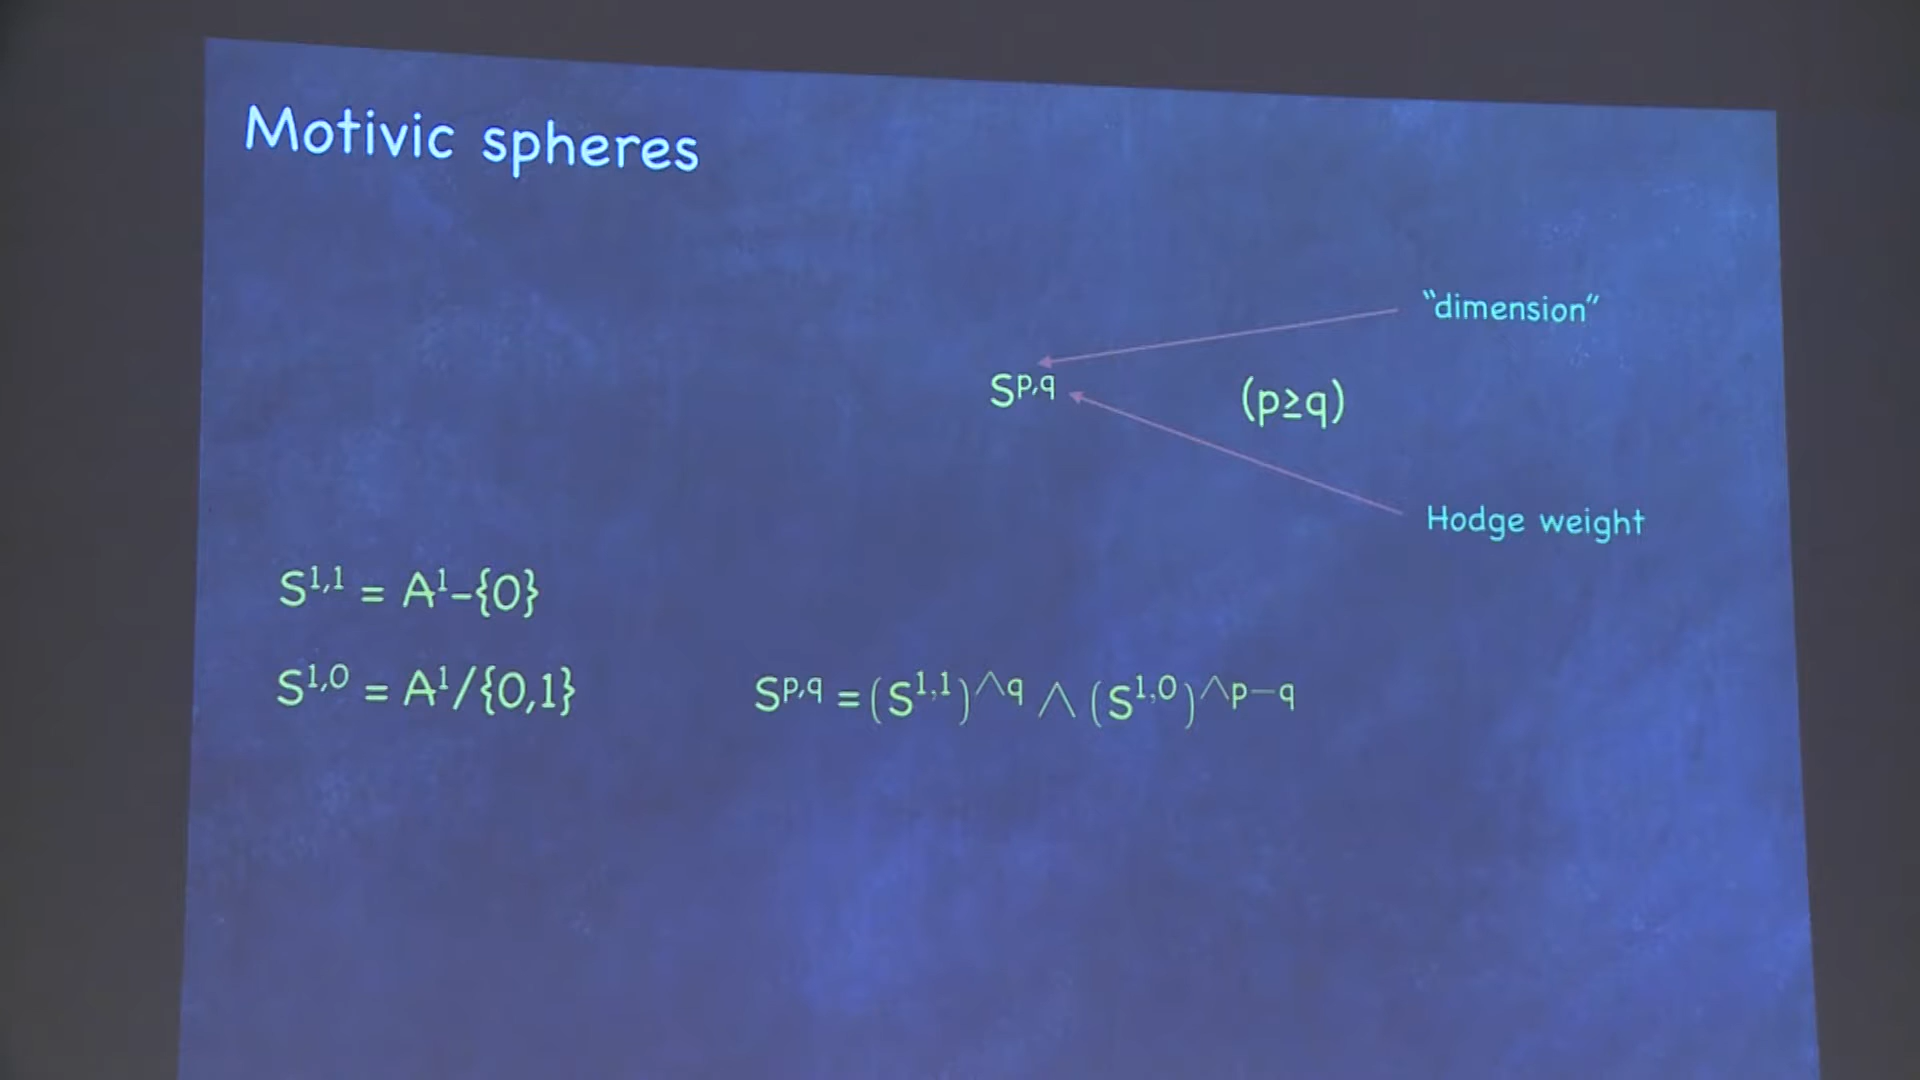 Motivic spheres
“dimension”
S^{p,q}
(p≥q)
Hodge weight
S^{1,1} = A^1-{0}
S^{1,0} = A^1/{0,1}
S^{p,q} = (S^{1,1})^{∧q} ∧ (S^{1,0})^{∧p−q}